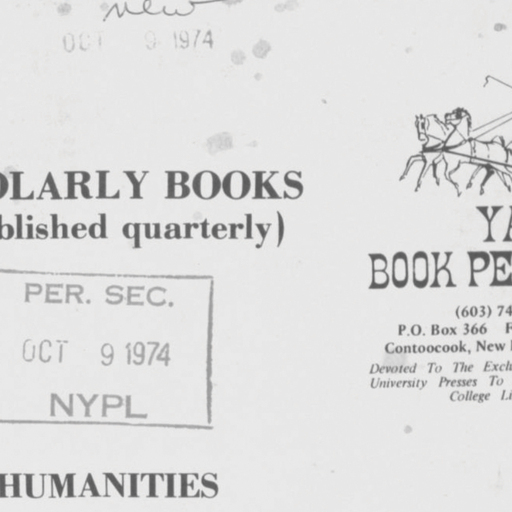 new
OCT 9 1974
OLARLY BOOKS
blished quarterly)
PER. SEC.
OCT 9 1974
NYPL
HUMANITIES
YA
BOOK PE
(603) 74
P.O. Box 366 F
Contoocook, New
Devoted To The Exch
University Presses To
College Li